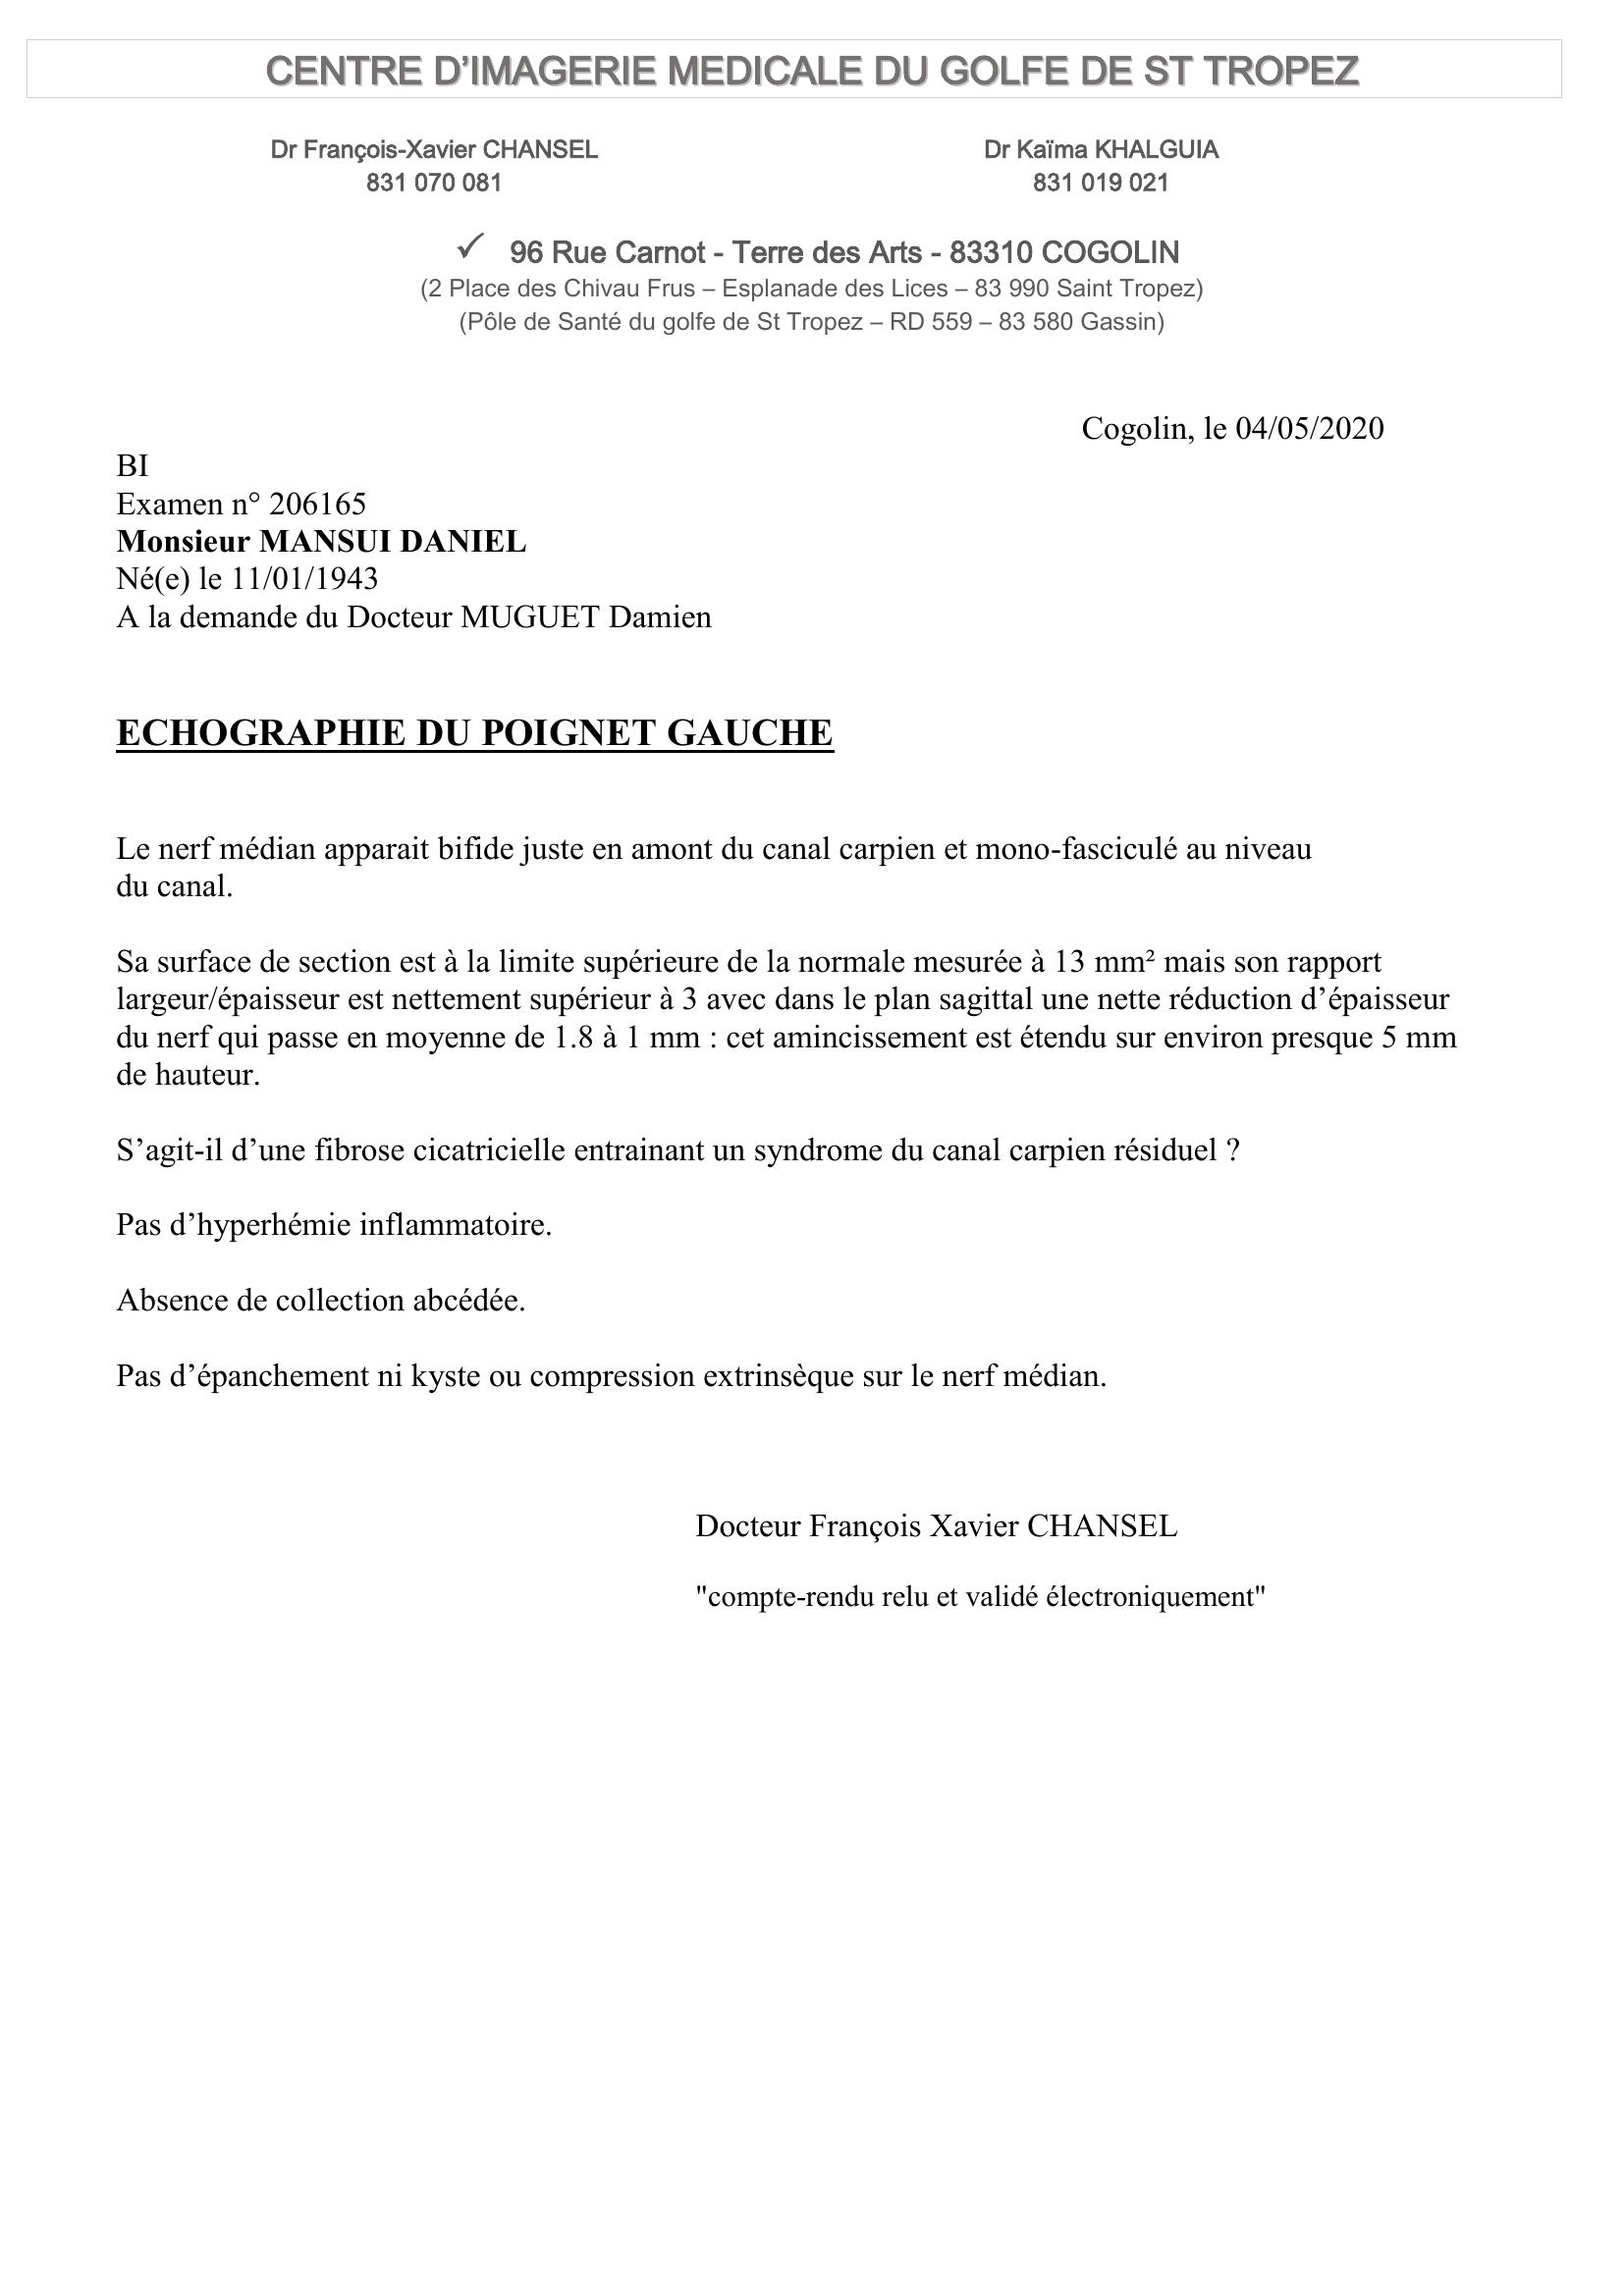 CENTRE D’IMAGERIE MEDICALE DU GOLFE DE ST TROPEZ
Dr François-Xavier CHANSEL
831 070 081
Dr Kaïma KHALGUIA
831 019 021
✓ 96 Rue Carnot - Terre des Arts - 83310 COGOLIN
(2 Place des Chivau Frus – Esplanade des Lices – 83 990 Saint Tropez)
(Pôle de Santé du golfe de St Tropez – RD 559 – 83 580 Gassin)
Cogolin, le 04/05/2020
BI
Examen n° 206165
Monsieur MANSUI DANIEL
Né(e) le 11/01/1943
A la demande du Docteur MUGUET Damien
ECHOGRAPHIE DU POIGNET GAUCHE
Le nerf médian apparait bifide juste en amont du canal carpien et mono-fasciculé au niveau
du canal.
Sa surface de section est à la limite supérieure de la normale mesurée à 13 mm² mais son rapport
largeur/épaisseur est nettement supérieur à 3 avec dans le plan sagittal une nette réduction d’épaisseur
du nerf qui passe en moyenne de 1.8 à 1 mm : cet amincissement est étendu sur environ presque 5 mm
de hauteur.
S’agit-il d’une fibrose cicatricielle entrainant un syndrome du canal carpien résiduel ?
Pas d’hyperhémie inflammatoire.
Absence de collection abcédée.
Pas d’épanchement ni kyste ou compression extrinsèque sur le nerf médian.
Docteur François Xavier CHANSEL
"compte-rendu relu et validé électroniquement"